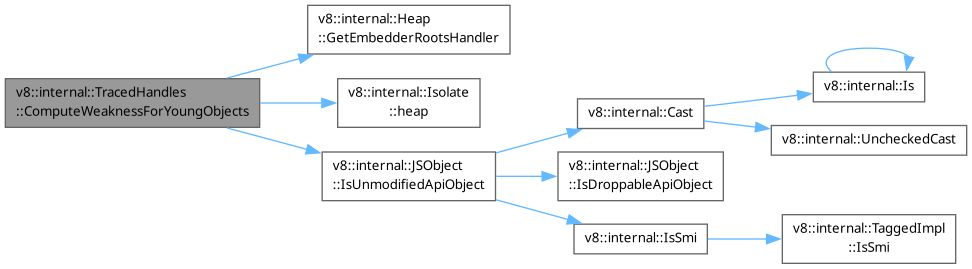 v8::internal::TracedHandles
::ComputeWeaknessForYoungObjects
v8::internal::Heap
::GetEmbedderRootsHandler
v8::internal::Isolate
::heap
v8::internal::JSObject
::IsUnmodifiedApiObject
v8::internal::Cast
v8::internal::JSObject
::IsDroppableApiObject
v8::internal::IsSmi
v8::internal::Is
v8::internal::UncheckedCast
v8::internal::TaggedImpl
::IsSmi